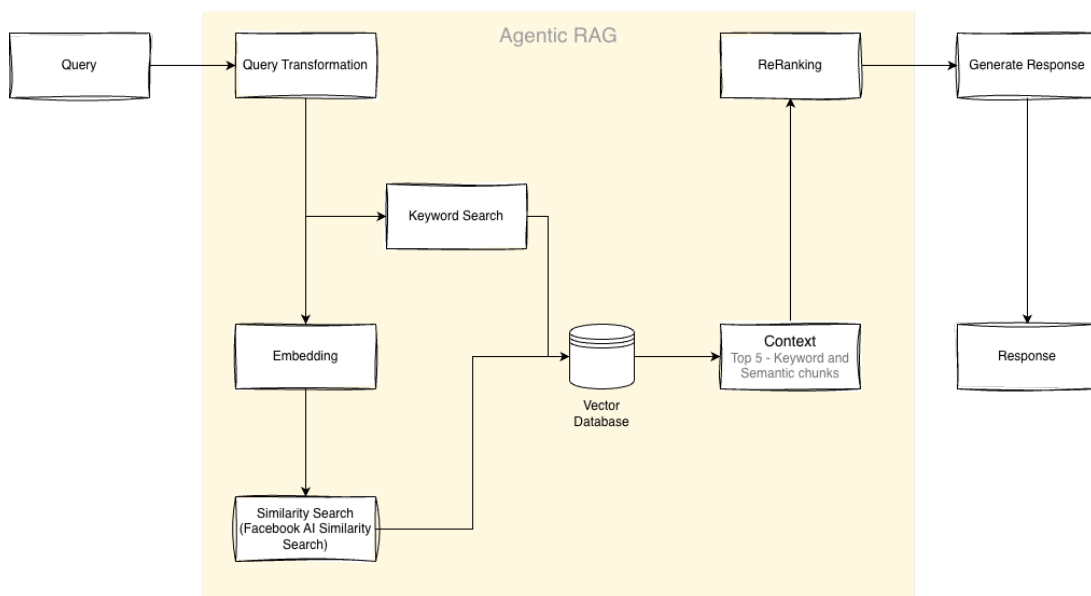 Agentic RAG
Query
Query Transformation
ReRanking
Generate Response
Keyword Search
Embedding
Vector
Database
Context
Top 5 - Keyword and
Semantic chunks
Response
Similarity Search
(Facebook AI Similarity
Search)